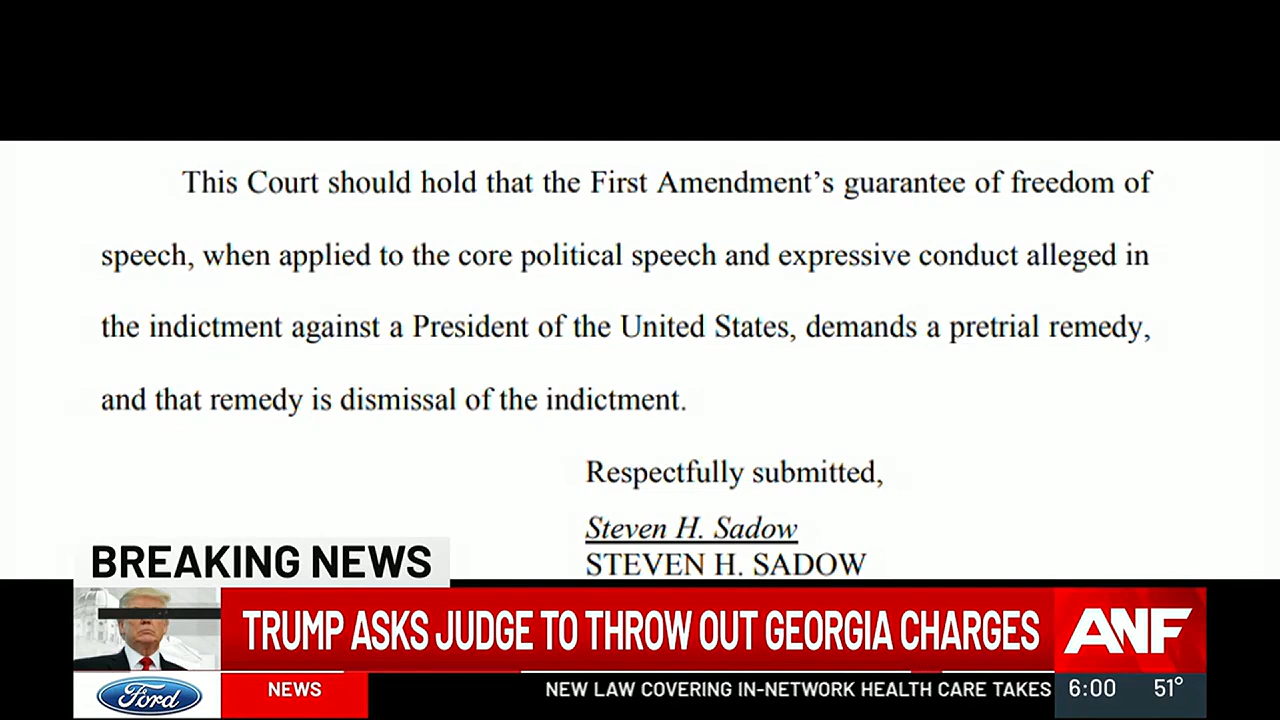 This Court should hold that the First Amendment’s guarantee of freedom of
speech, when applied to the core political speech and expressive conduct alleged in
the indictment against a President of the United States, demands a pretrial remedy,
and that remedy is dismissal of the indictment.
Respectfully submitted,
Steven H. Sadow
STEVEN H. SADOW
BREAKING NEWS
TRUMP ASKS JUDGE TO THROW OUT GEORGIA CHARGES
ANF
Ford
NEWS
NEW LAW COVERING IN-NETWORK HEALTH CARE TAKES
6:00
51°